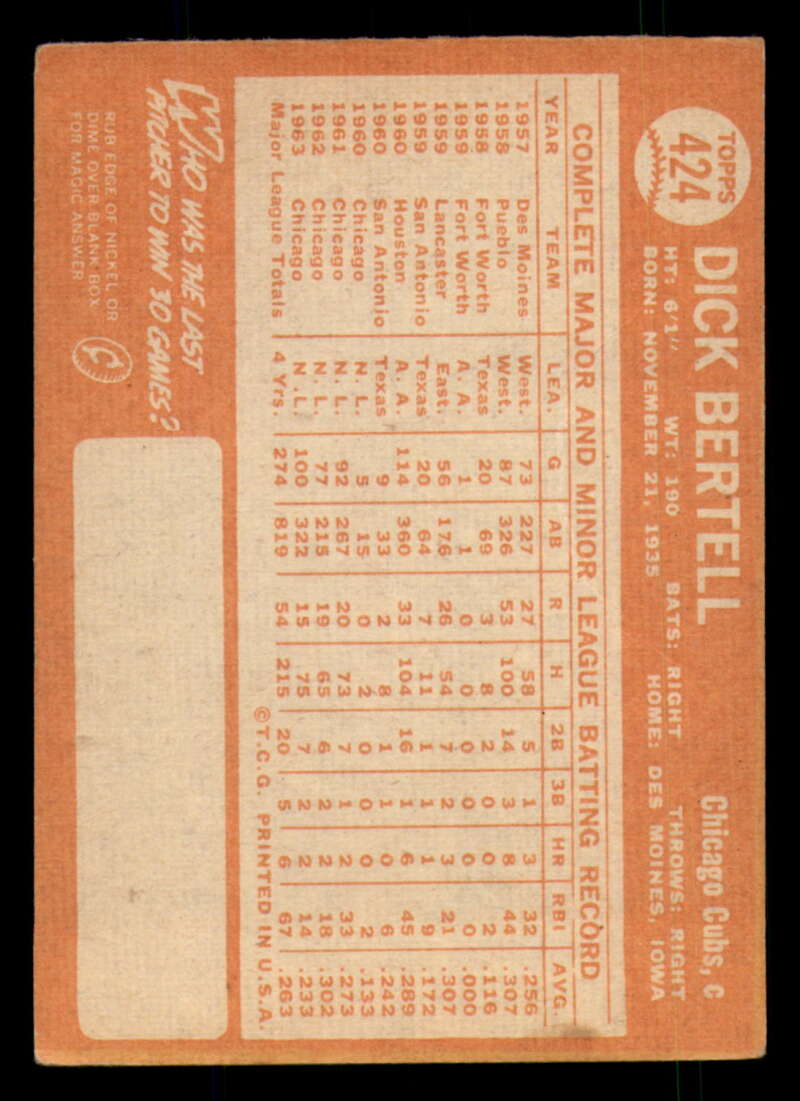 TOPPS
424
DICK BERTELL
Chicago Cubs, c
HT: 6'1" WT: 190 BATS: RIGHT THROWS: RIGHT
BORN: NOVEMBER 21, 1935 HOME: DES MOINES, IOWA
COMPLETE MAJOR AND MINOR LEAGUE BATTING RECORD
YEAR TEAM LEA. G AB R H 2B 3B HR RBI AVG.
1957 Des Moines West. 73 227 27 58 5 1 3 32 .256
1958 Pueblo West. 87 326 53 100 14 3 8 44 .307
1958 Fort Worth Texas 20 69 3 8 2 0 0 2 .116
1959 Fort Worth A. A. 1 1 0 0 0 0 0 0 .000
1959 Lancaster East. 56 176 26 54 7 2 3 21 .307
1959 San Antonio Texas 20 64 7 11 1 1 1 9 .172
1960 Houston A. A. 114 360 33 104 16 1 6 45 .289
1960 San Antonio Texas 9 33 2 8 1 1 0 6 .242
1960 Chicago N. L. 5 15 0 2 0 0 0 2 .133
1961 Chicago N. L. 92 267 20 73 7 1 2 33 .273
1962 Chicago N. L. 77 215 19 65 6 2 2 18 .302
1963 Chicago N. L. 100 322 15 75 7 2 2 14 .233
Major League Totals 4 Yrs. 274 819 54 215 20 5 6 67 .263
©T.C.G. PRINTED IN U.S.A.
WHO WAS THE LAST
PITCHER TO WIN 30 GAMES?
RUB EDGE OF NICKEL OR
DIME OVER BLANK BOX
FOR MAGIC ANSWER